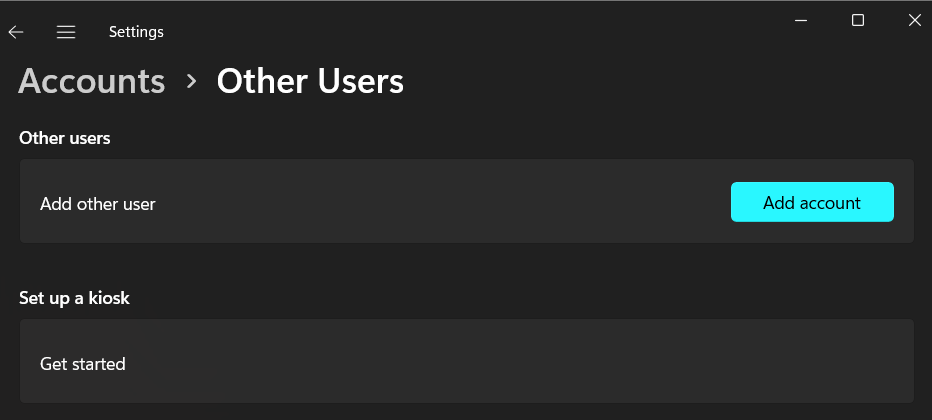 Settings
Accounts > Other Users
Other users
Add other user
Add account
Set up a kiosk
Get started